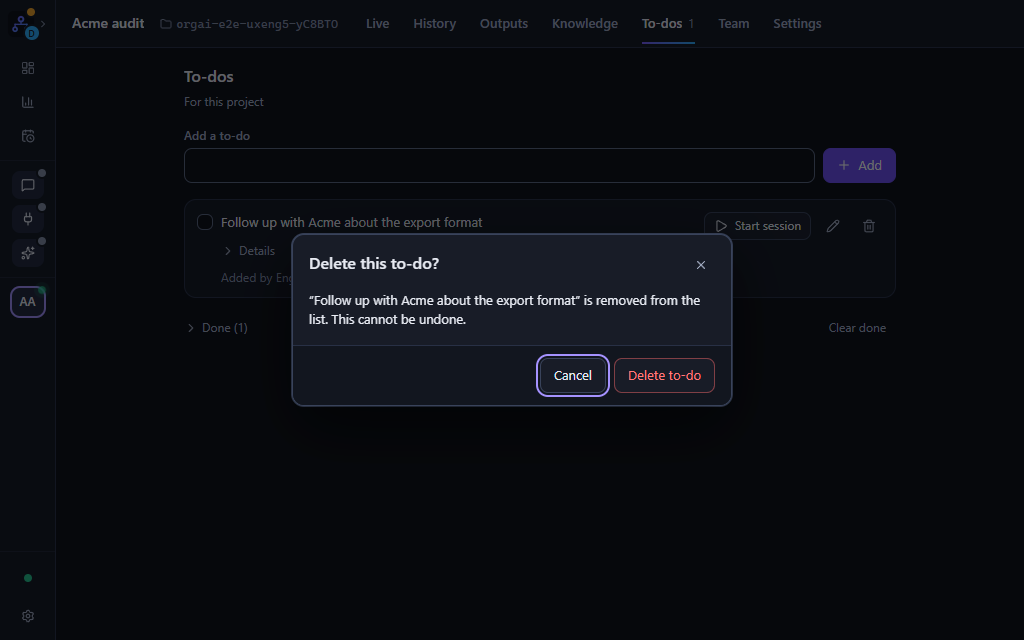 Acme audit
orgai-e2e-uxeng5-yC8BTO
Live
History
Outputs
Knowledge
To-dos 1
Team
Settings
D
To-dos
For this project
Add a to-do
Add
Follow up with Acme about the export format
Start session
Details
Added by
AA
Done (1)
Clear done
Delete this to-do?
“Follow up with Acme about the export format” is removed from the
list. This cannot be undone.
Cancel
Delete to-do